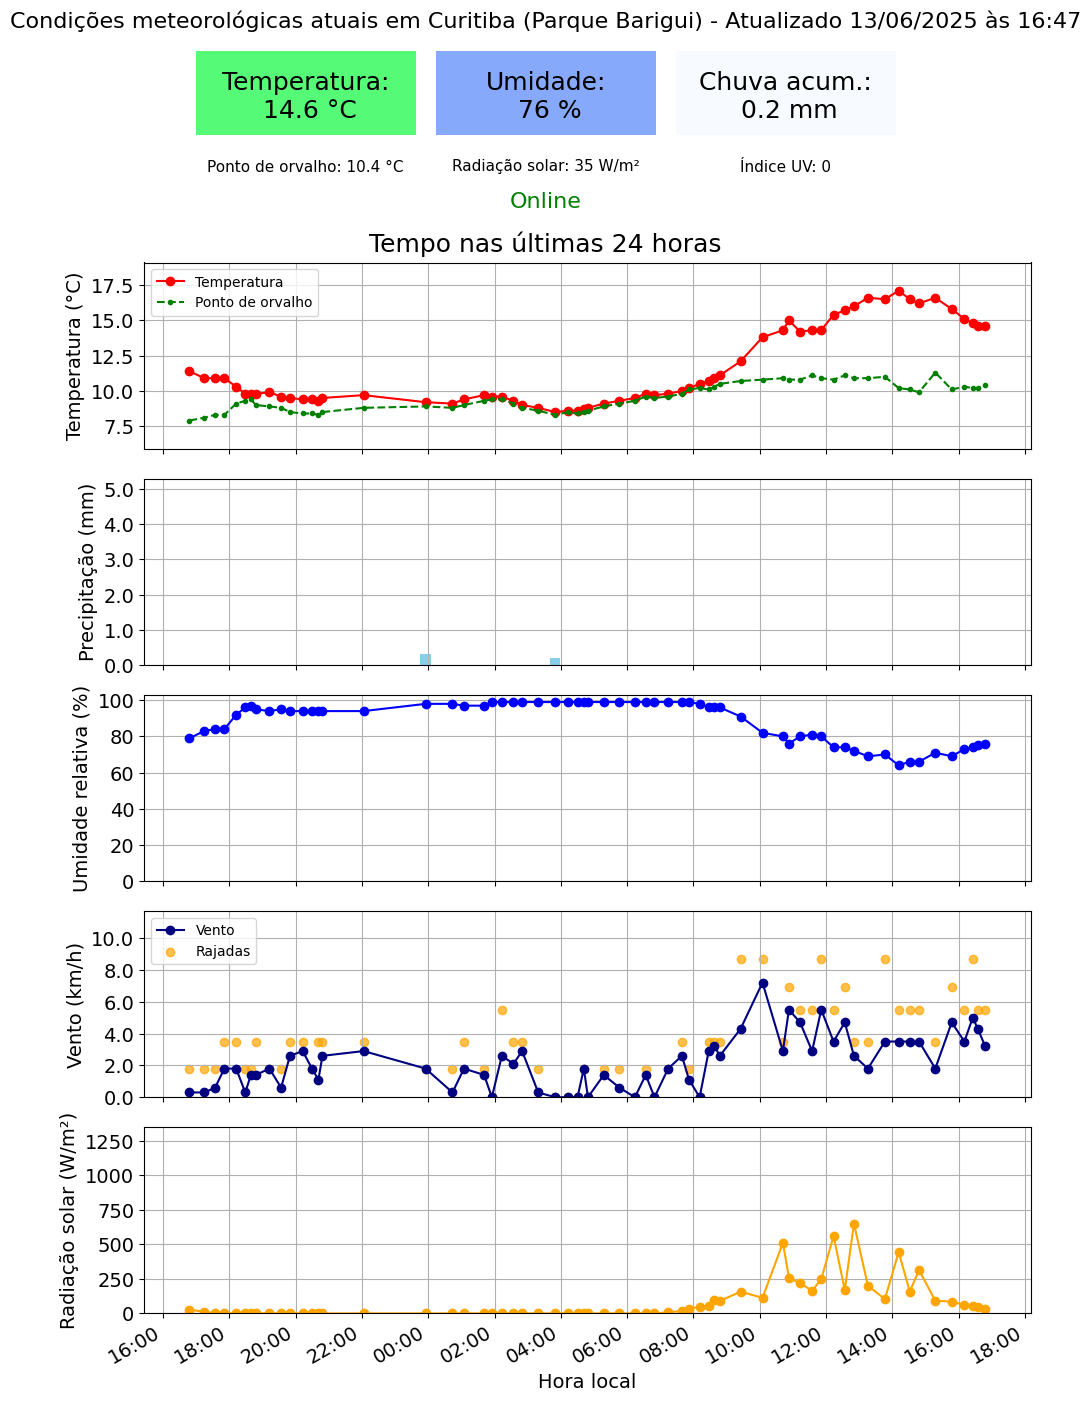 Condições meteorológicas atuais em Curitiba (Parque Barigui) - Atualizado 13/06/2025 às 16:47
Temperatura:
14.6 °C
Umidade:
76 %
Chuva acum.:
0.2 mm
Ponto de orvalho: 10.4 °C
Radiação solar: 35 W/m²
Índice UV: 0
Online
Tempo nas últimas 24 horas
Temperatura (°C)
17.5
15.0
12.5
10.0
7.5
Temperatura
Ponto de orvalho
Precipitação (mm)
5.0
4.0
3.0
2.0
1.0
0.0
Umidade relativa (%)
100
80
60
40
20
0
Vento (km/h)
10.0
8.0
6.0
4.0
2.0
0.0
Vento
Rajadas
Radiação solar (W/m²)
1250
1000
750
500
250
0
16:00
18:00
20:00
22:00
00:00
02:00
04:00
06:00
08:00
10:00
12:00
14:00
16:00
18:00
Hora local